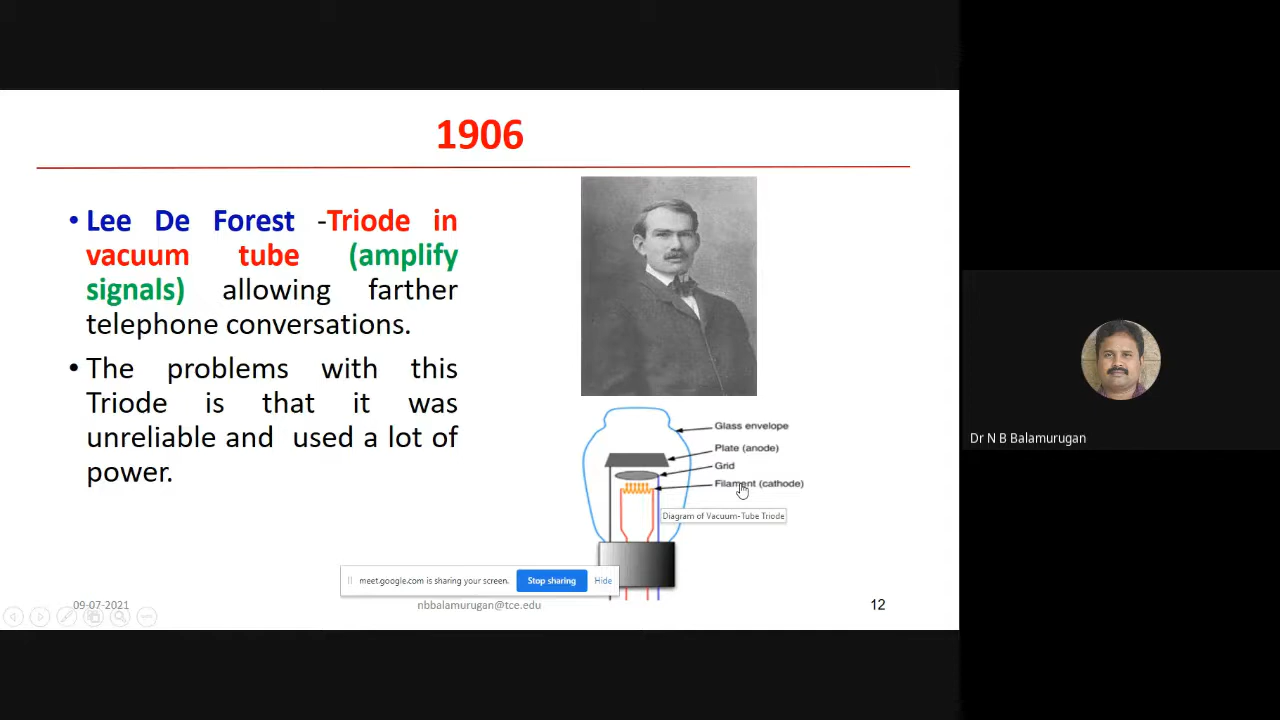 1906
• Lee De Forest -Triode in
vacuum tube (amplify
signals) allowing farther
telephone conversations.
• The problems with this
Triode is that it was
unreliable and used a lot of
power.
Glass envelope
Plate (anode)
Grid
Filament (cathode)
Diagram of Vacuum-Tube Triode
meet.google.com is sharing your screen. Stop sharing Hide
09-07-2021 nbbalamurugan@tce.edu 12
Dr N B Balamurugan